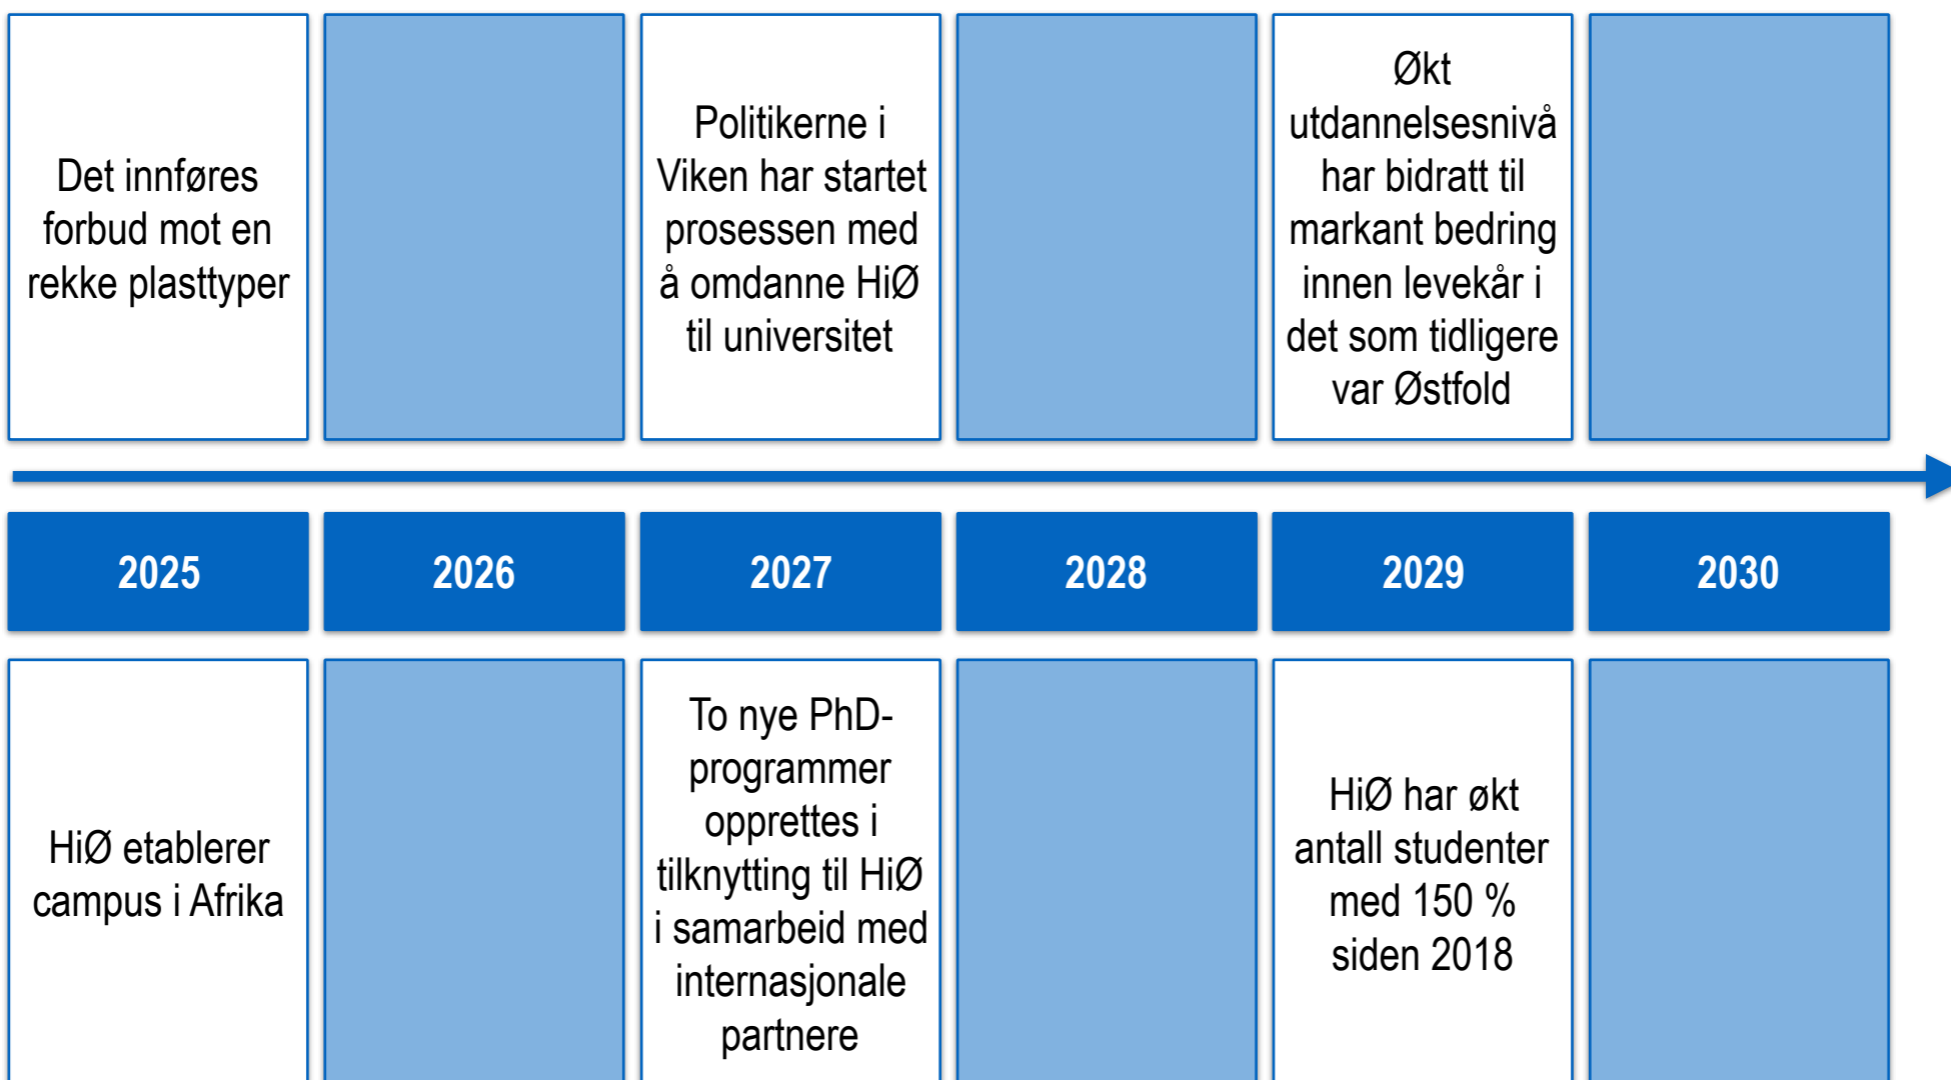 Det innføres
forbud mot en
rekke plasttyper
Politikerne i
Viken har startet
prosessen med
å omdanne HiØ
til universitet
Økt
utdannelsesnivå
har bidratt til
markant bedring
innen levekår i
det som tidligere
var Østfold
2025
2026
2027
2028
2029
2030
HiØ etablerer
campus i Afrika
To nye PhD-
programmer
opprettes i
tilknytting til HiØ
i samarbeid med
internasjonale
partnere
HiØ har økt
antall studenter
med 150 %
siden 2018